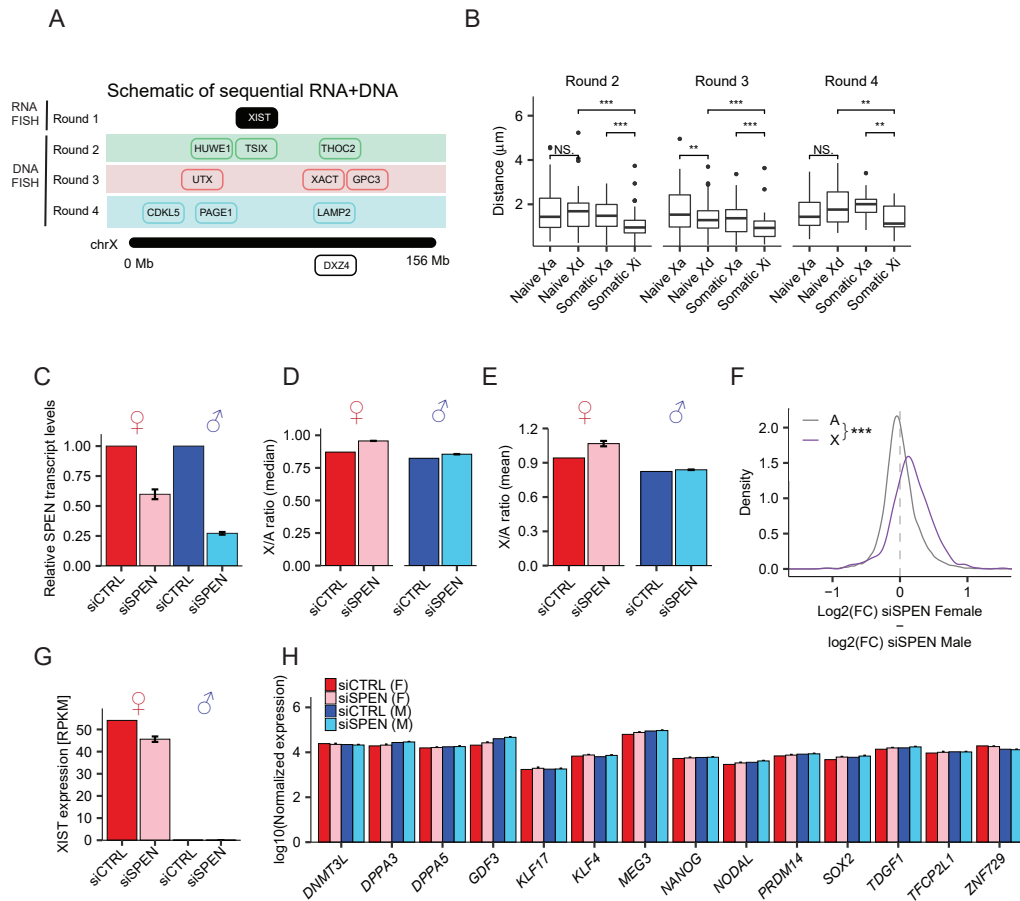 A
Schematic of sequential RNA+DNA
RNA
FISH
Round 1
XIST
DNA
FISH
Round 2
HUWE1
TSIX
THOC2
Round 3
UTX
XACT
GPC3
Round 4
CDKL5
PAGE1
LAMP2
chrX
0 Mb
156 Mb
DXZ4
B
Round 2
Round 3
Round 4
Distance (μm)
6
4
2
NS.
***
***
**
***
***
NS.
**
**
Naive Xa
Naive Xd
Somatic Xa
Somatic Xi
Naive Xa
Naive Xd
Somatic Xa
Somatic Xi
Naive Xa
Naive Xd
Somatic Xa
Somatic Xi
C
♀ ♂
Relative SPEN transcript levels
1.00
0.75
0.50
0.25
0.00
siCTRL
siSPEN
siCTRL
siSPEN
D
♀ ♂
X/A ratio (median)
1.00
0.75
0.50
0.25
0.00
siCTRL
siSPEN
siCTRL
siSPEN
E
♀ ♂
X/A ratio (mean)
1.2
0.9
0.6
0.3
0.0
siCTRL
siSPEN
siCTRL
siSPEN
F
A
X
} ***
Density
2.0
1.5
1.0
0.5
0.0
−1 0 1
Log2(FC) siSPEN Female
−
log2(FC) siSPEN Male
G
♀ ♂
XIST expression [RPKM]
50
40
30
20
10
0
siCTRL
siSPEN
siCTRL
siSPEN
H
siCTRL (F)
siSPEN (F)
siCTRL (M)
siSPEN (M)
log10(Normalized expression)
6
4
2
0
DNMT3L
DPPA3
DPPA5
GDF3
KLF17
KLF4
MEG3
NANOG
NODAL
PRDM14
SOX2
TDGF1
TFCP2L1
ZNF729